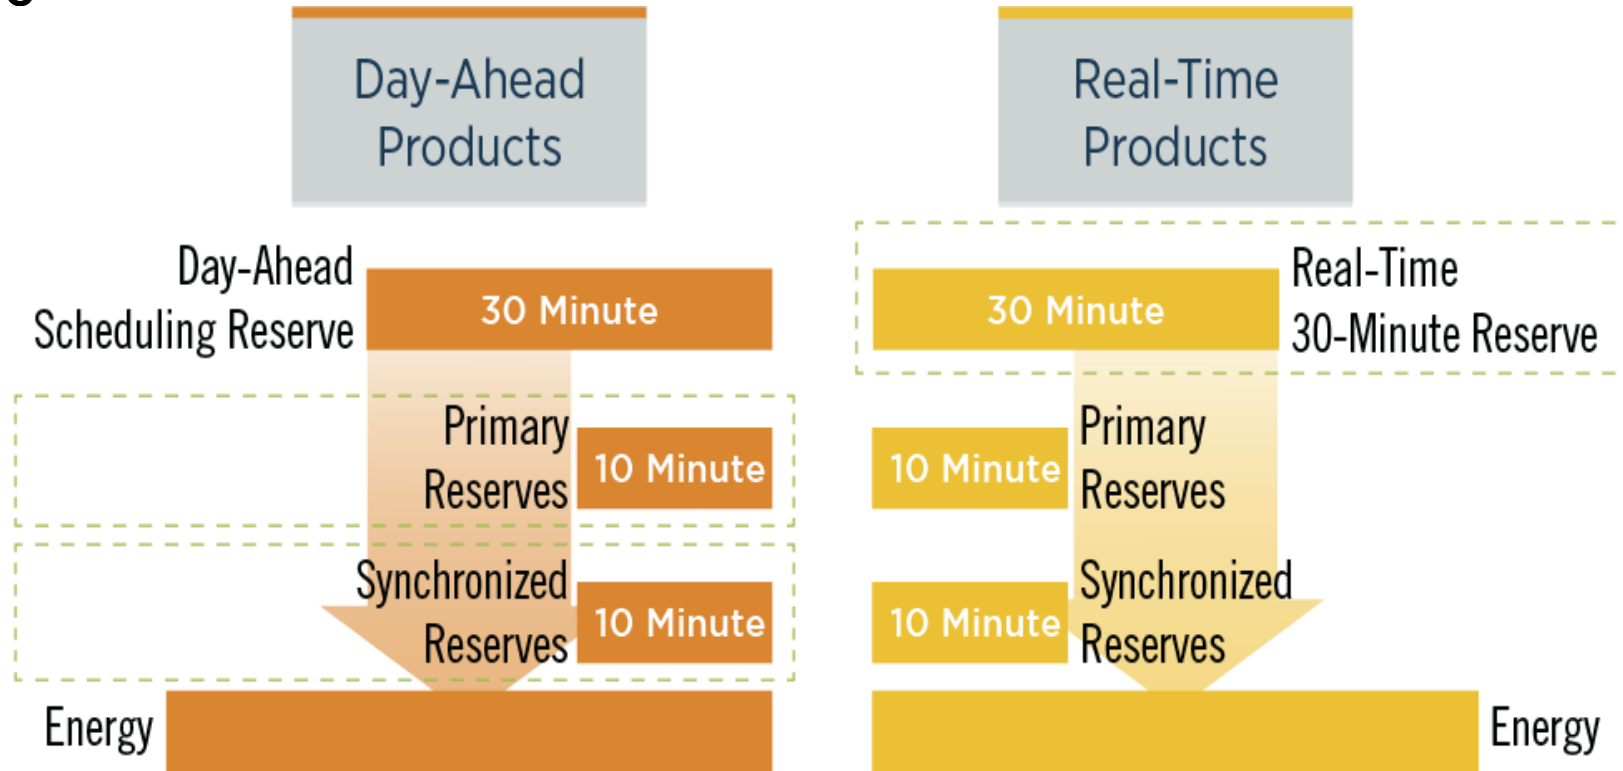 Day-Ahead
Products
Real-Time
Products
Day-Ahead
Scheduling Reserve
30 Minute
30 Minute
Real-Time
30-Minute Reserve
Primary
Reserves
10 Minute
10 Minute
Primary
Reserves
Synchronized
Reserves
10 Minute
10 Minute
Synchronized
Reserves
Energy
Energy